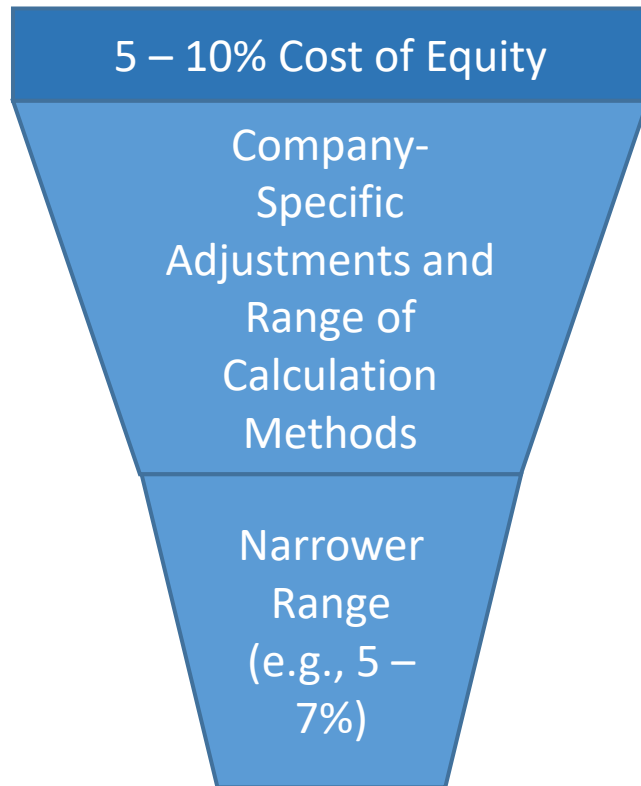 5 – 10% Cost of Equity
Company-
Specific
Adjustments and
Range of
Calculation
Methods
Narrower
Range
(e.g., 5 –
7%)